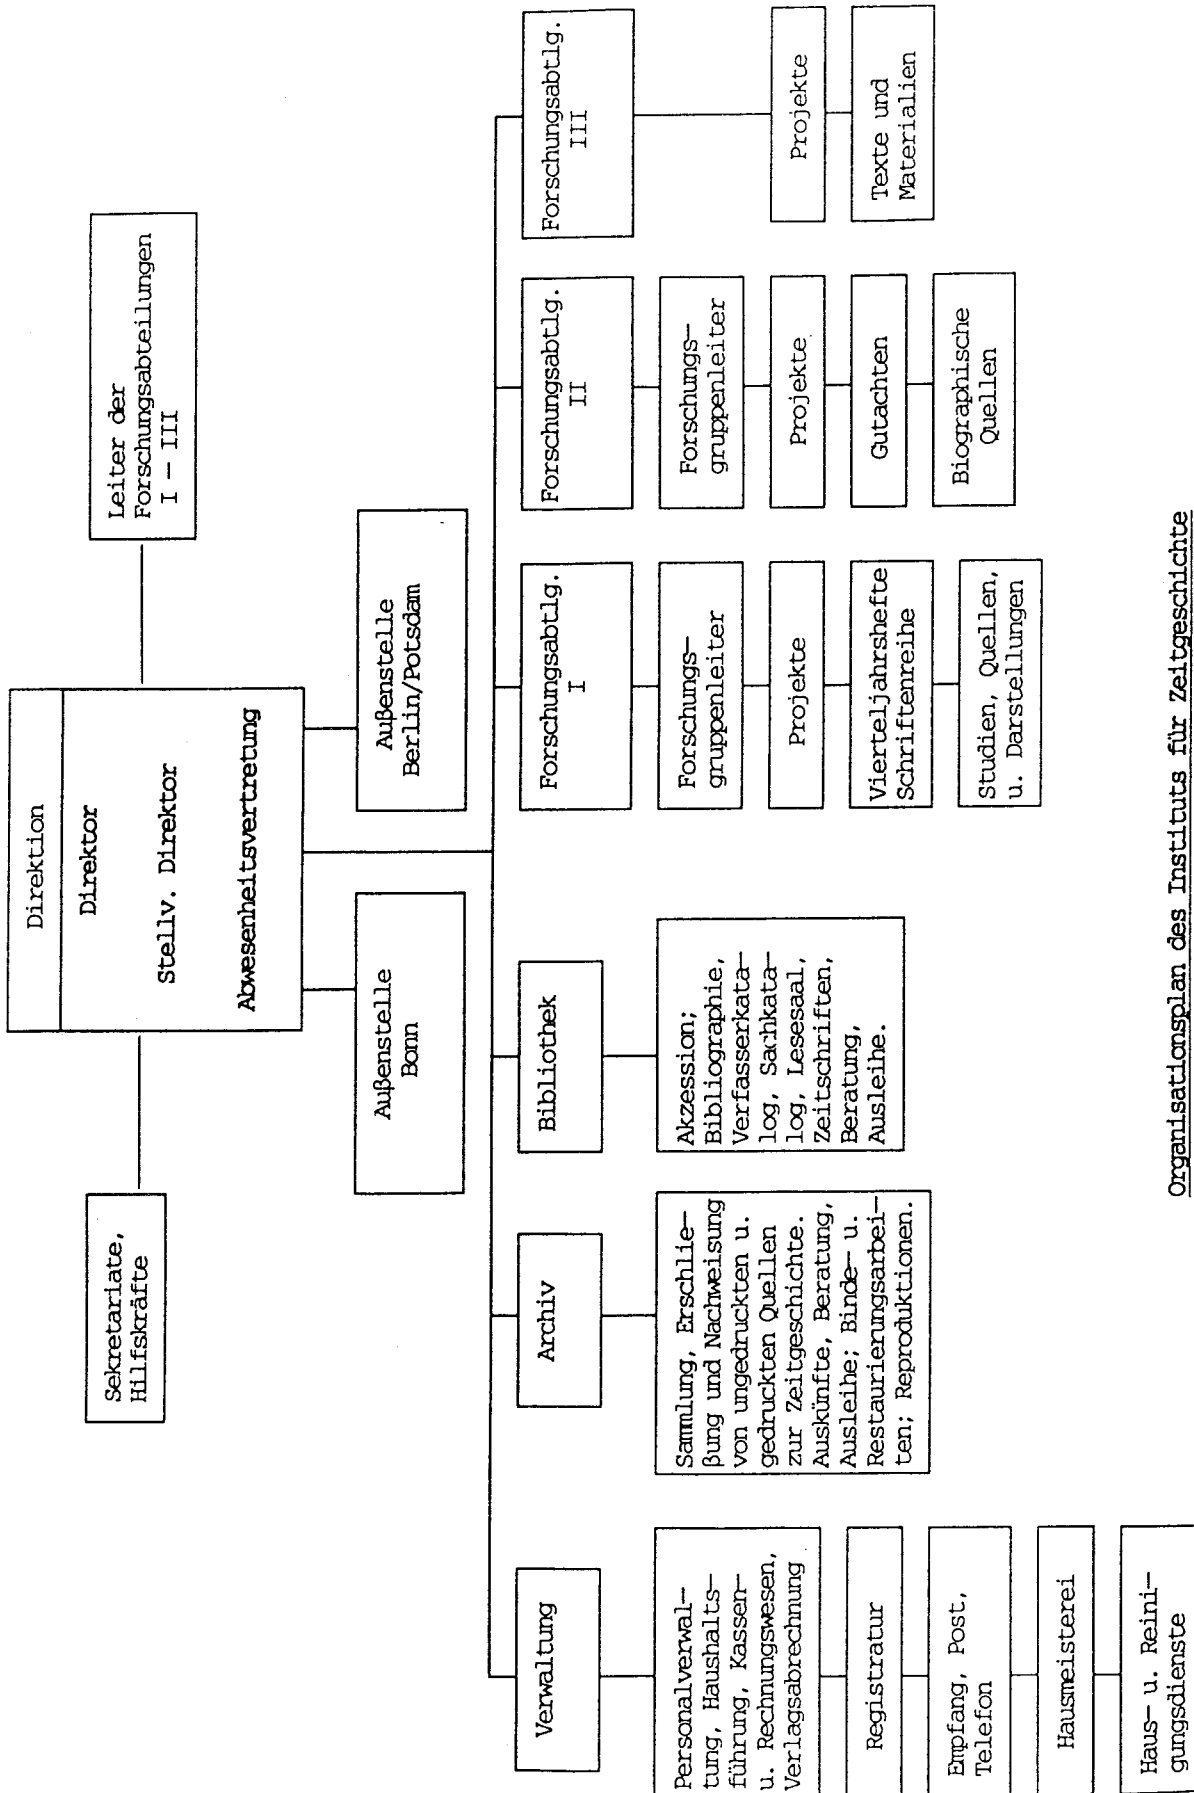 Direktion
Direktor
Stellv. Direktor
Abwesenheitsvertretung
Sekretariate,
Hilfskräfte
Leiter der
Forschungsabteilungen
I — III
Außenstelle
Bonn
Außenstelle
Berlin/Potsdam
Verwaltung
Personalverwal—
tung, Haushalts—
führung, Kassen—
u. Rechnungswesen,
Verlagsabrechnung
Registratur
Empfang, Post,
Telefon
Hausmeisterei
Haus— u. Reini—
gungsdienste
Archiv
Sammlung, Erschlie—
ßung und Nachweisung
von ungedruckten u.
gedruckten Quellen
zur Zeitgeschichte.
Auskünfte, Beratung,
Ausleihe; Binde— u.
Restaurierungsarbei—
ten; Reproduktionen.
Bibliothek
Akzession;
Bibliographie,
Verfasserkata—
log, Sachkata—
log, Lesesaal,
Zeitschriften,
Beratung,
Ausleihe.
Forschungsabtlg.
I
Forschungs—
gruppenleiter
Projekte
Vierteljahrshefte
Schriftenreihe
Studien, Quellen,
u. Darstellungen
Forschungsabtlg.
II
Forschungs—
gruppenleiter
Projekte
Gutachten
Biographische
Quellen
Forschungsabtlg.
III
Projekte
Texte und
Materialien
Organisationsplan des Instituts für Zeitgeschichte